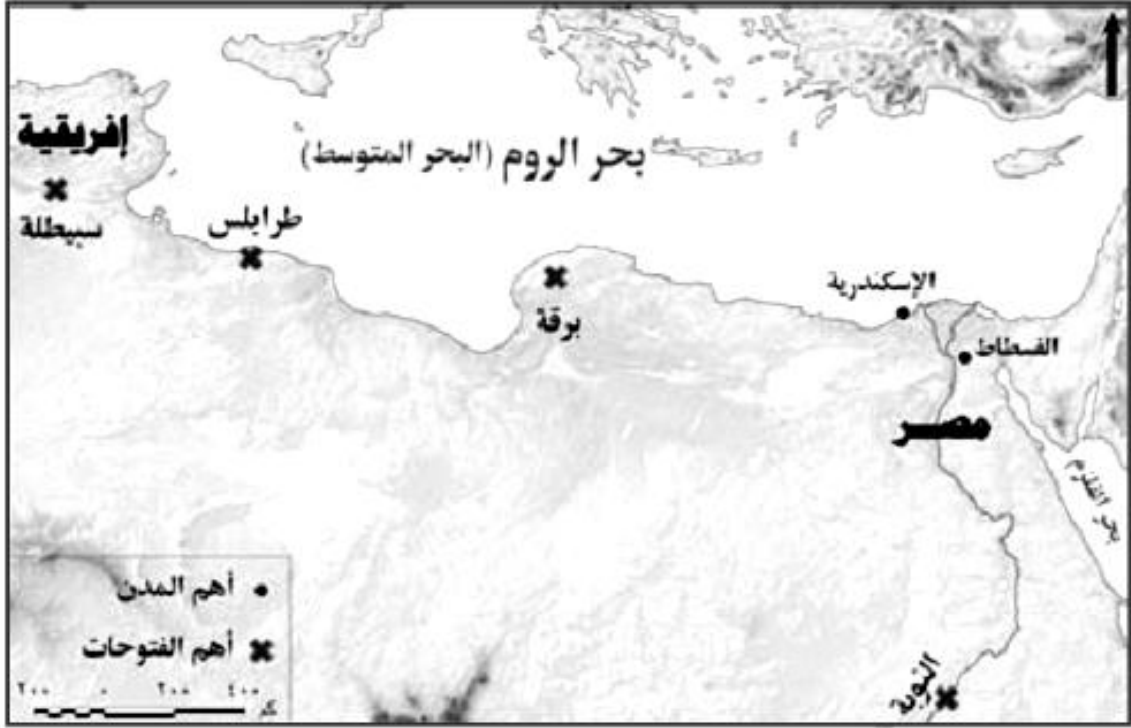 إفريقية
سبيطلة
طرابلس
بحر الروم (البحر المتوسط)
برقة
الإسكندرية
الفسطاط
مصر
بحر القلزم
النوبة
أهم المدن
أهم الفتوحات
٢٠٠ ٠ ٢٠٠ ٤٠٠ كم